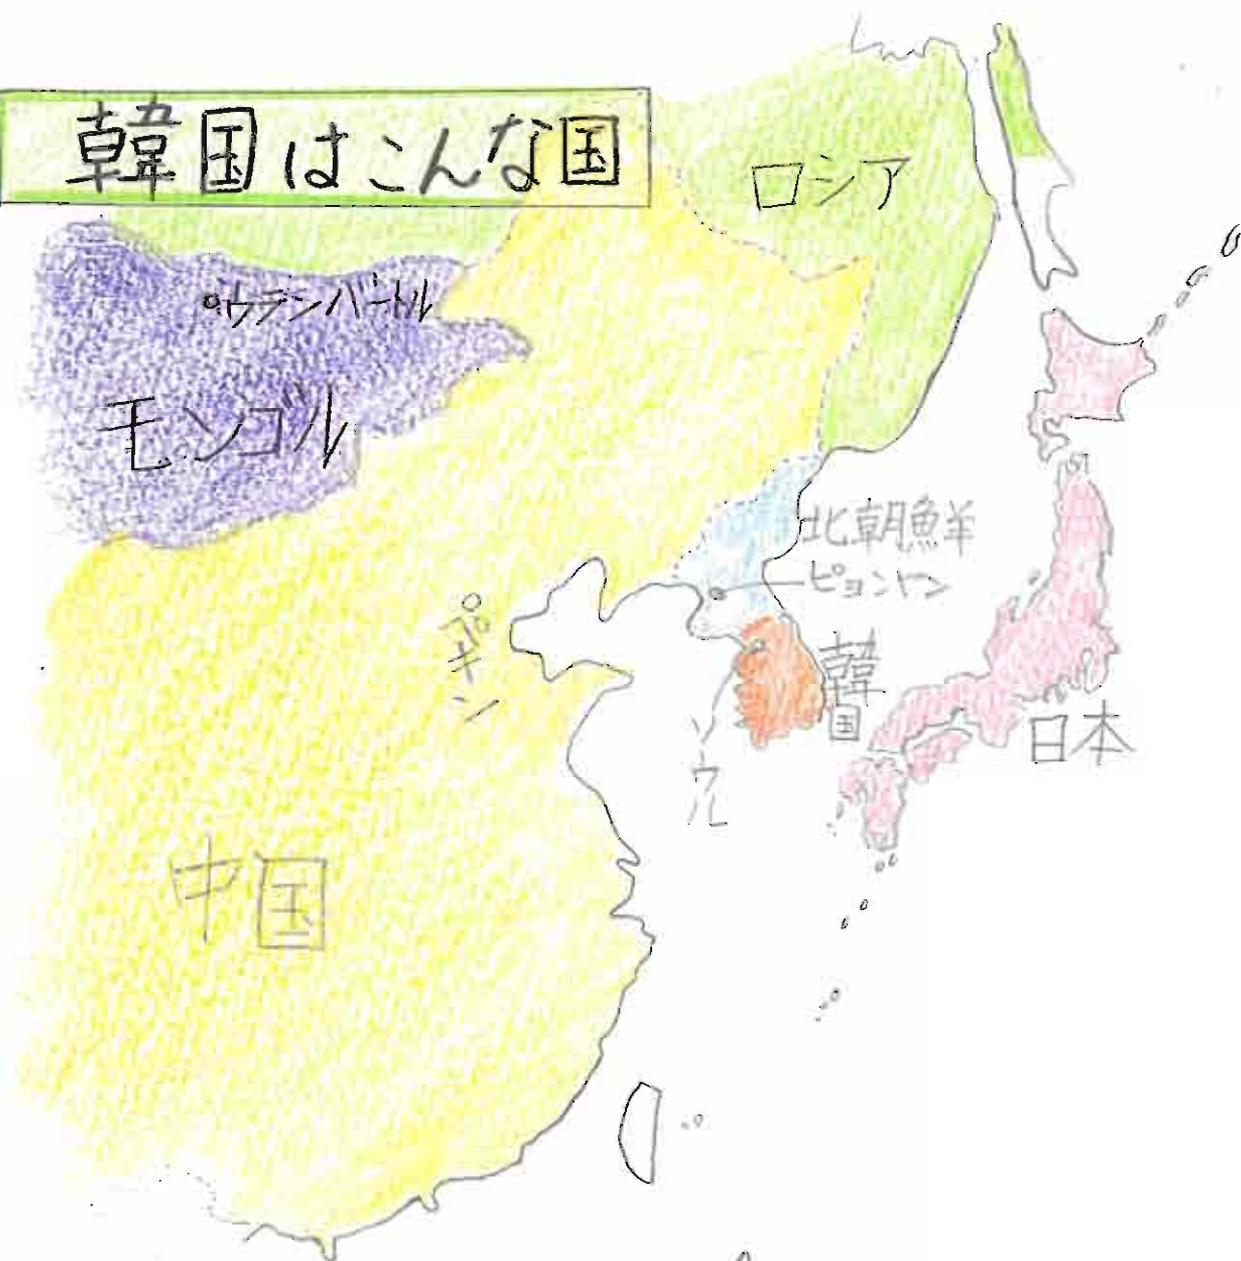 韓国はこんな国
ロシア
ウランバートル
モンゴル
北朝鮮
ピョンヤン
ペキン
韓国
ソウル
日本
中国